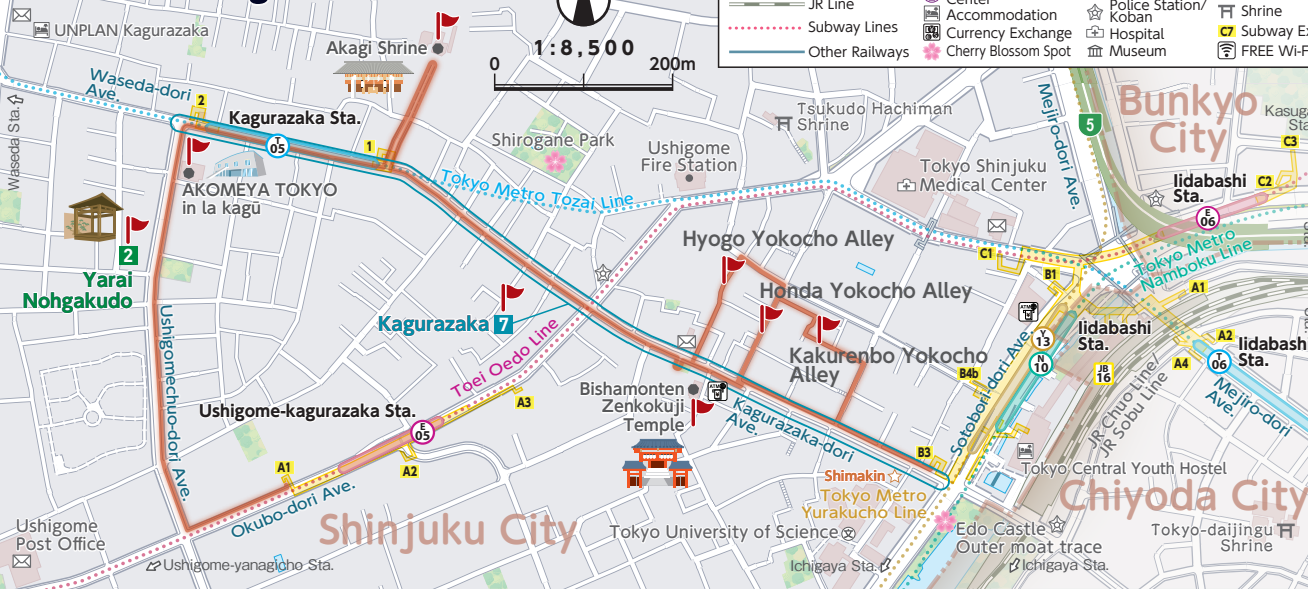 UNPLAN Kagurazaka
Akagi Shrine
1:8,500
0
200m
JR Line
Subway Lines
Other Railways
Accommodation
Currency Exchange
Cherry Blossom Spot
Police Station/
Koban
Hospital
Museum
Shrine
C7
FREE
Waseda-dori
Ave.
2
Kagurazaka Sta.
T
05
1
Waseda Sta.
Shirogane Park
Tsukudo Hachiman
Shrine
Ushigome
Fire Station
Mejiro-dori Ave.
5
Bunkyo
City
C3
Tokyo Shinjuku
Medical Center
Iidabashi
Sta.
C2
E
06
AKOMEYA TOKYO
in la kagū
Tokyo Metro Tozai Line
2
Yarai
Nohgakudo
Hyogo Yokocho Alley
C1
B1
Tokyo Metro
Namboku Line
A1
Honda Yokocho Alley
Kagurazaka 7
ATM
Y
13
Iidabashi
Sta.
A2
N
10
Kakurenbo Yokocho
Alley
A4
T
06
Sta.
JB
16
B4b
Ushigomechuo-dori Ave.
Toei Oedo Line
Bishamonten
Zenkokuji
Temple
ATM
Sotobori-dori Ave.
JR Chuo Line/
JR Sobu Line
Mejiro-dori
Ave.
A3
Ushigome-kagurazaka Sta.
E
05
Kagurazaka-dori
Ave.
A1
A2
B3
Shimakin
Tokyo Metro
Yurakucho Line
Tokyo Central Youth Hostel
Chiyoda City
Okubo-dori Ave.
Shinjuku City
Ushigome
Post Office
Tokyo University of Science
Edo Castle
Outer moat trace
Tokyo-daijingu
Shrine
Ushigome-yanagicho Sta.
Ichigaya Sta.
Ichigaya Sta.